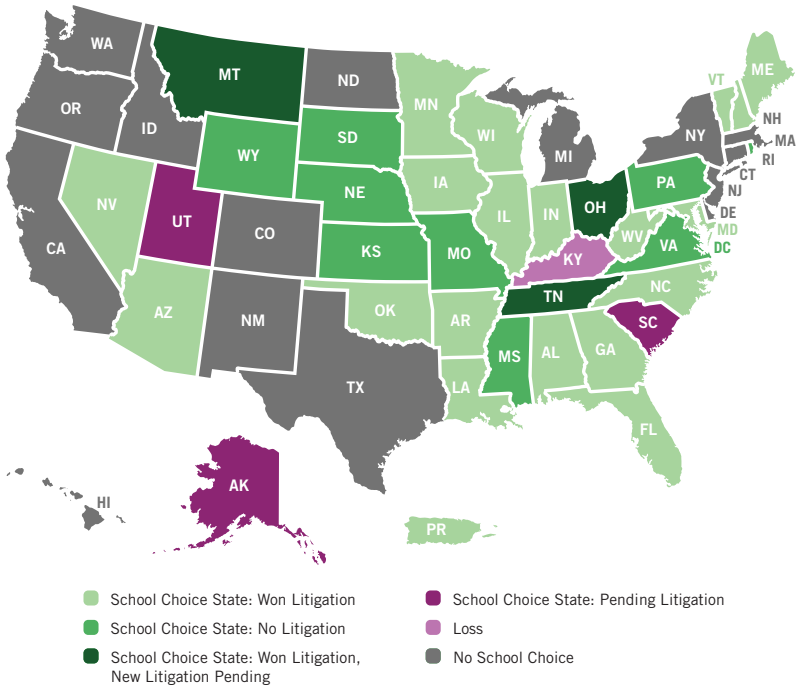 WA
MT
ND
MN
VT
ME
OR
ID
SD
WI
NY
NH
MA
WY
MI
RI
CT
NE
IA
PA
NJ
NV
UT
IL
IN
OH
DE
CA
CO
WV
MD
KS
MO
KY
VA
DC
TN
NC
AZ
OK
NM
AR
SC
MS
AL
GA
TX
LA
FL
AK
HI
PR
School Choice State: Won Litigation
School Choice State: No Litigation
School Choice State: Won Litigation,
New Litigation Pending
School Choice State: Pending Litigation
Loss
No School Choice